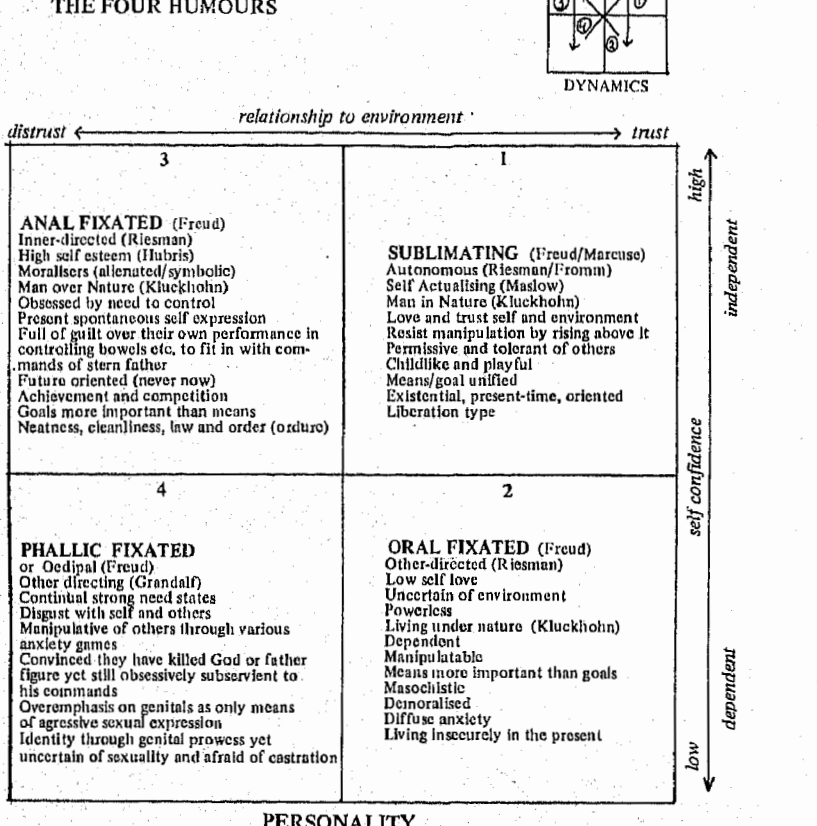 THE FOUR HUMOURS
③
①
④
②
DYNAMICS
relationship to environment
distrust
trust
3
ANAL FIXATED (Freud)
Inner-directed (Riesman)
High self esteem (Hubris)
Moralisers (alienated/symbolic)
Man over Nature (Kluckhohn)
Obsessed by need to control
Present spontaneous self expression
Full of guilt over their own performance in
controlling bowels etc. to fit in with com-
mands of stern father
Future oriented (never now)
Achievement and competition
Goals more important than means
Neatness, cleanliness, law and order (ordure)
1
SUBLIMATING (Freud/Marcuse)
Autonomous (Riesman/Fromm)
Self Actualising (Maslow)
Man in Nature (Kluckhohn)
Love and trust self and environment
Resist manipulation by rising above it
Permissive and tolerant of others
Childlike and playful
Means/goal unified
Existential, present-time, oriented
Liberation type
4
PHALLIC FIXATED
or Oedipal (Freud)
Other directing (Grandalf)
Continual strong need states
Disgust with self and others
Manipulative of others through various
anxiety games
Convinced they have killed God or father
figure yet still obsessively subservient to
his commands
Overemphasis on genitals as only means
of agressive sexual expression
Identity through genital prowess yet
uncertain of sexuality and afraid of castration
2
ORAL FIXATED (Freud)
Other-directed (Riesman)
Low self love
Uncertain of environment
Powerless
Living under nature (Kluckhohn)
Dependent
Manipulatable
Means more important than goals
Masochistic
Demoralised
Diffuse anxiety
Living insecurely in the present
high
independent
self confidence
dependent
low
PERSONALITY